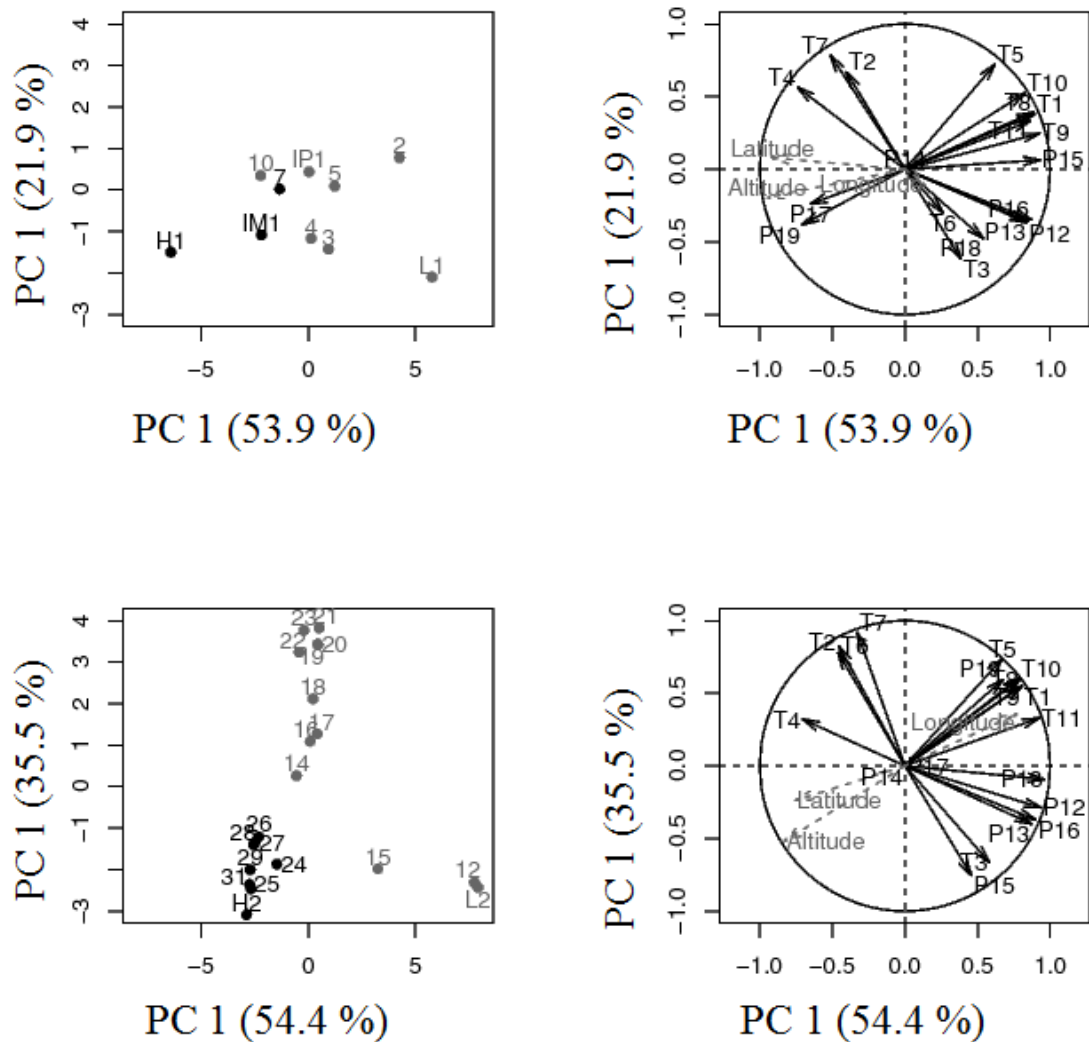 PC 1 (21.9 %)
4
3
2
1
0
-1
-3
-5
0
5
PC 1 (53.9 %)
10
7
IP1
5
2
H1
IM1
4
3
L1
PC 1 (21.9 %)
1.0
0.5
0.0
-0.5
-1.0
-1.0
-0.5
0.0
0.5
1.0
PC 1 (53.9 %)
T7
T2
T4
T5
T10
T8
T1
T11
T9
P14
P15
Latitude
Altitude
Longitude
P17
P19
P16
T6
P13
P12
P18
T3
PC 1 (35.5 %)
4
3
2
1
0
-1
-3
-5
0
5
PC 1 (54.4 %)
23
21
22
19
20
18
16
17
14
26
28
27
29
24
31
25
H2
15
12
L2
PC 1 (35.5 %)
1.0
0.5
0.0
-0.5
-1.0
-1.0
-0.5
0.0
0.5
1.0
PC 1 (54.4 %)
T7
T2
T6
T5
T10
T9
T1
T4
Longitude
T11
P14
P18
Latitude
P12
Altitude
P13
P16
T3
P15